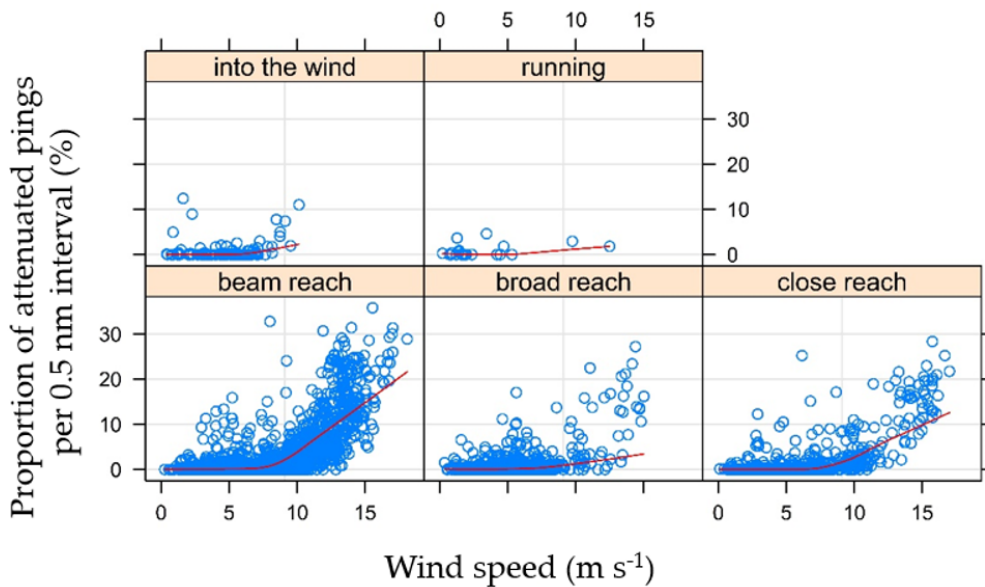 0 5 10 15
into the wind running
30
20
10
0
beam reach broad reach close reach
30
20
10
0
0 5 10 15 0 5 10 15 0 5 10 15
Proportion of attenuated pings
per 0.5 nm interval (%)
Wind speed (m s⁻¹)